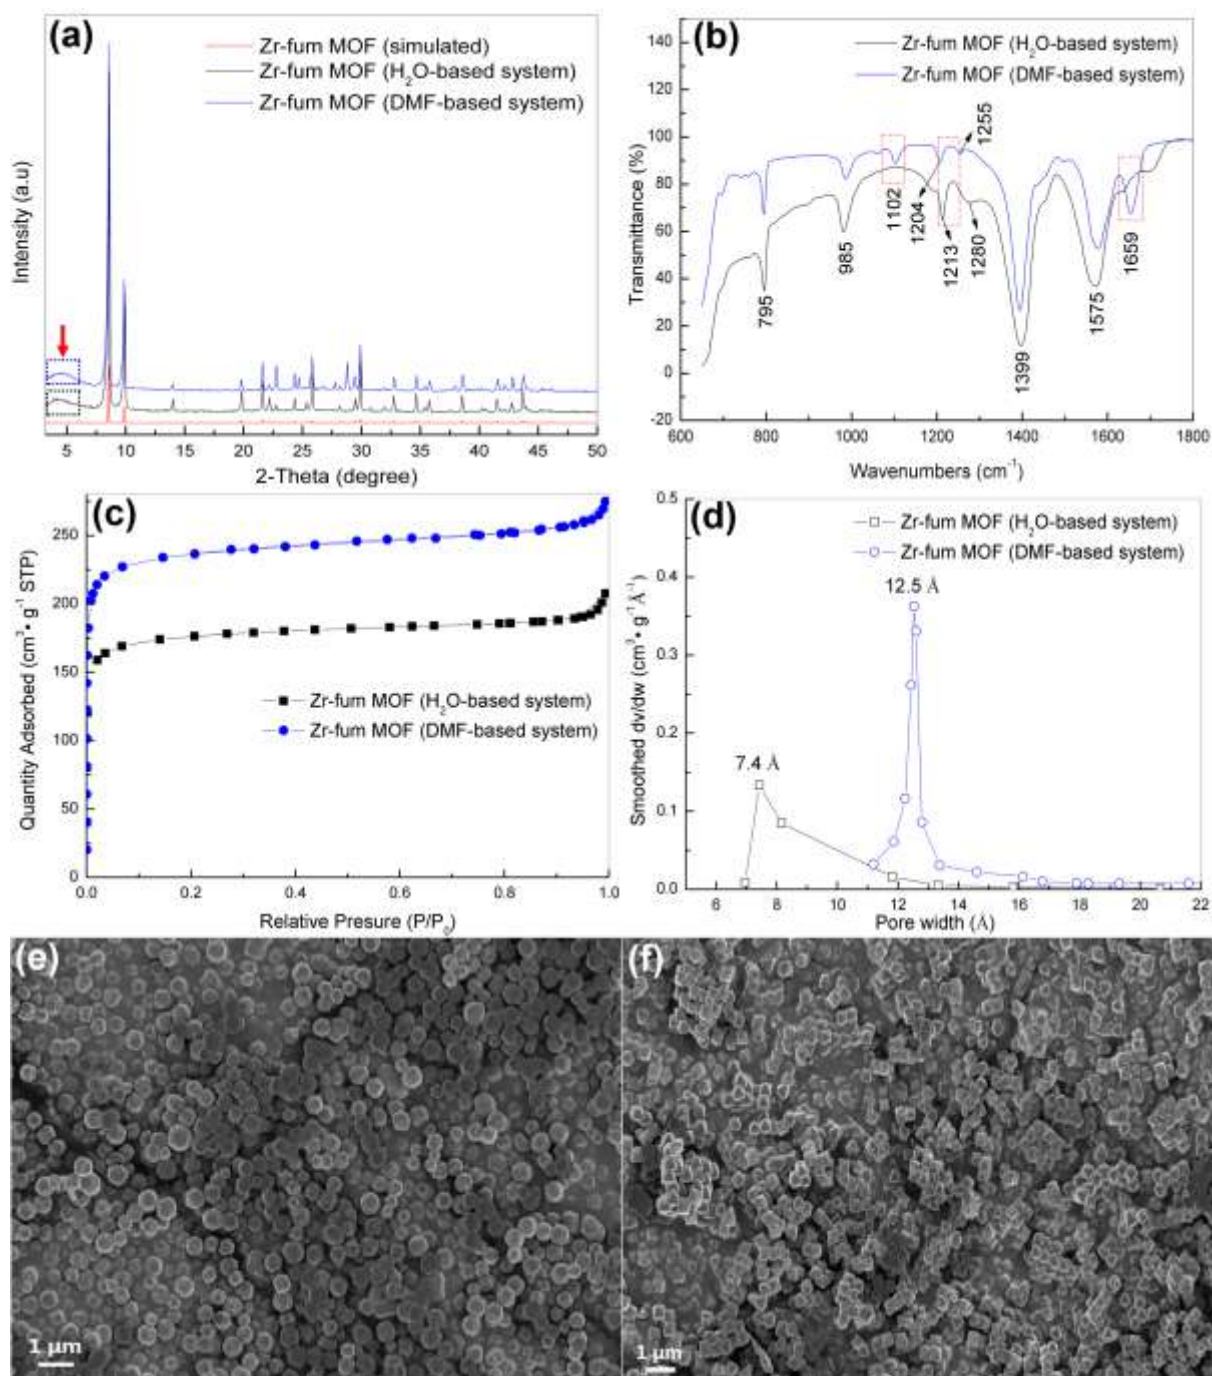 (a)
Zr-fum MOF (simulated)
Zr-fum MOF (H₂O-based system)
Zr-fum MOF (DMF-based system)
Intensity (a.u)
5 10 15 20 25 30 35 40 45 50
2-Theta (degree)
(b)
Zr-fum MOF (H₂O-based system)
Zr-fum MOF (DMF-based system)
Transmittance (%)
140
120
100
80
60
40
20
0
-20
795
985
1102
1204
1213
1255
1280
1399
1575
1659
600 800 1000 1200 1400 1600 1800
Wavenumbers (cm⁻¹)
(c)
Quantity Adsorbed (cm³• g⁻¹ STP)
250
200
150
100
50
0
Zr-fum MOF (H₂O-based system)
Zr-fum MOF (DMF-based system)
0.0 0.2 0.4 0.6 0.8 1.0
Relative Presure (P/P₀)
(d)
Zr-fum MOF (H₂O-based system)
Zr-fum MOF (DMF-based system)
Smoothed dv/dw (cm³• g⁻¹ Å⁻¹)
0.5
0.4
0.3
0.2
0.1
0.0
12.5 Å
7.4 Å
6 8 10 12 14 16 18 20 22
Pore width (Å)
(e)
1 µm
(f)
1 µm